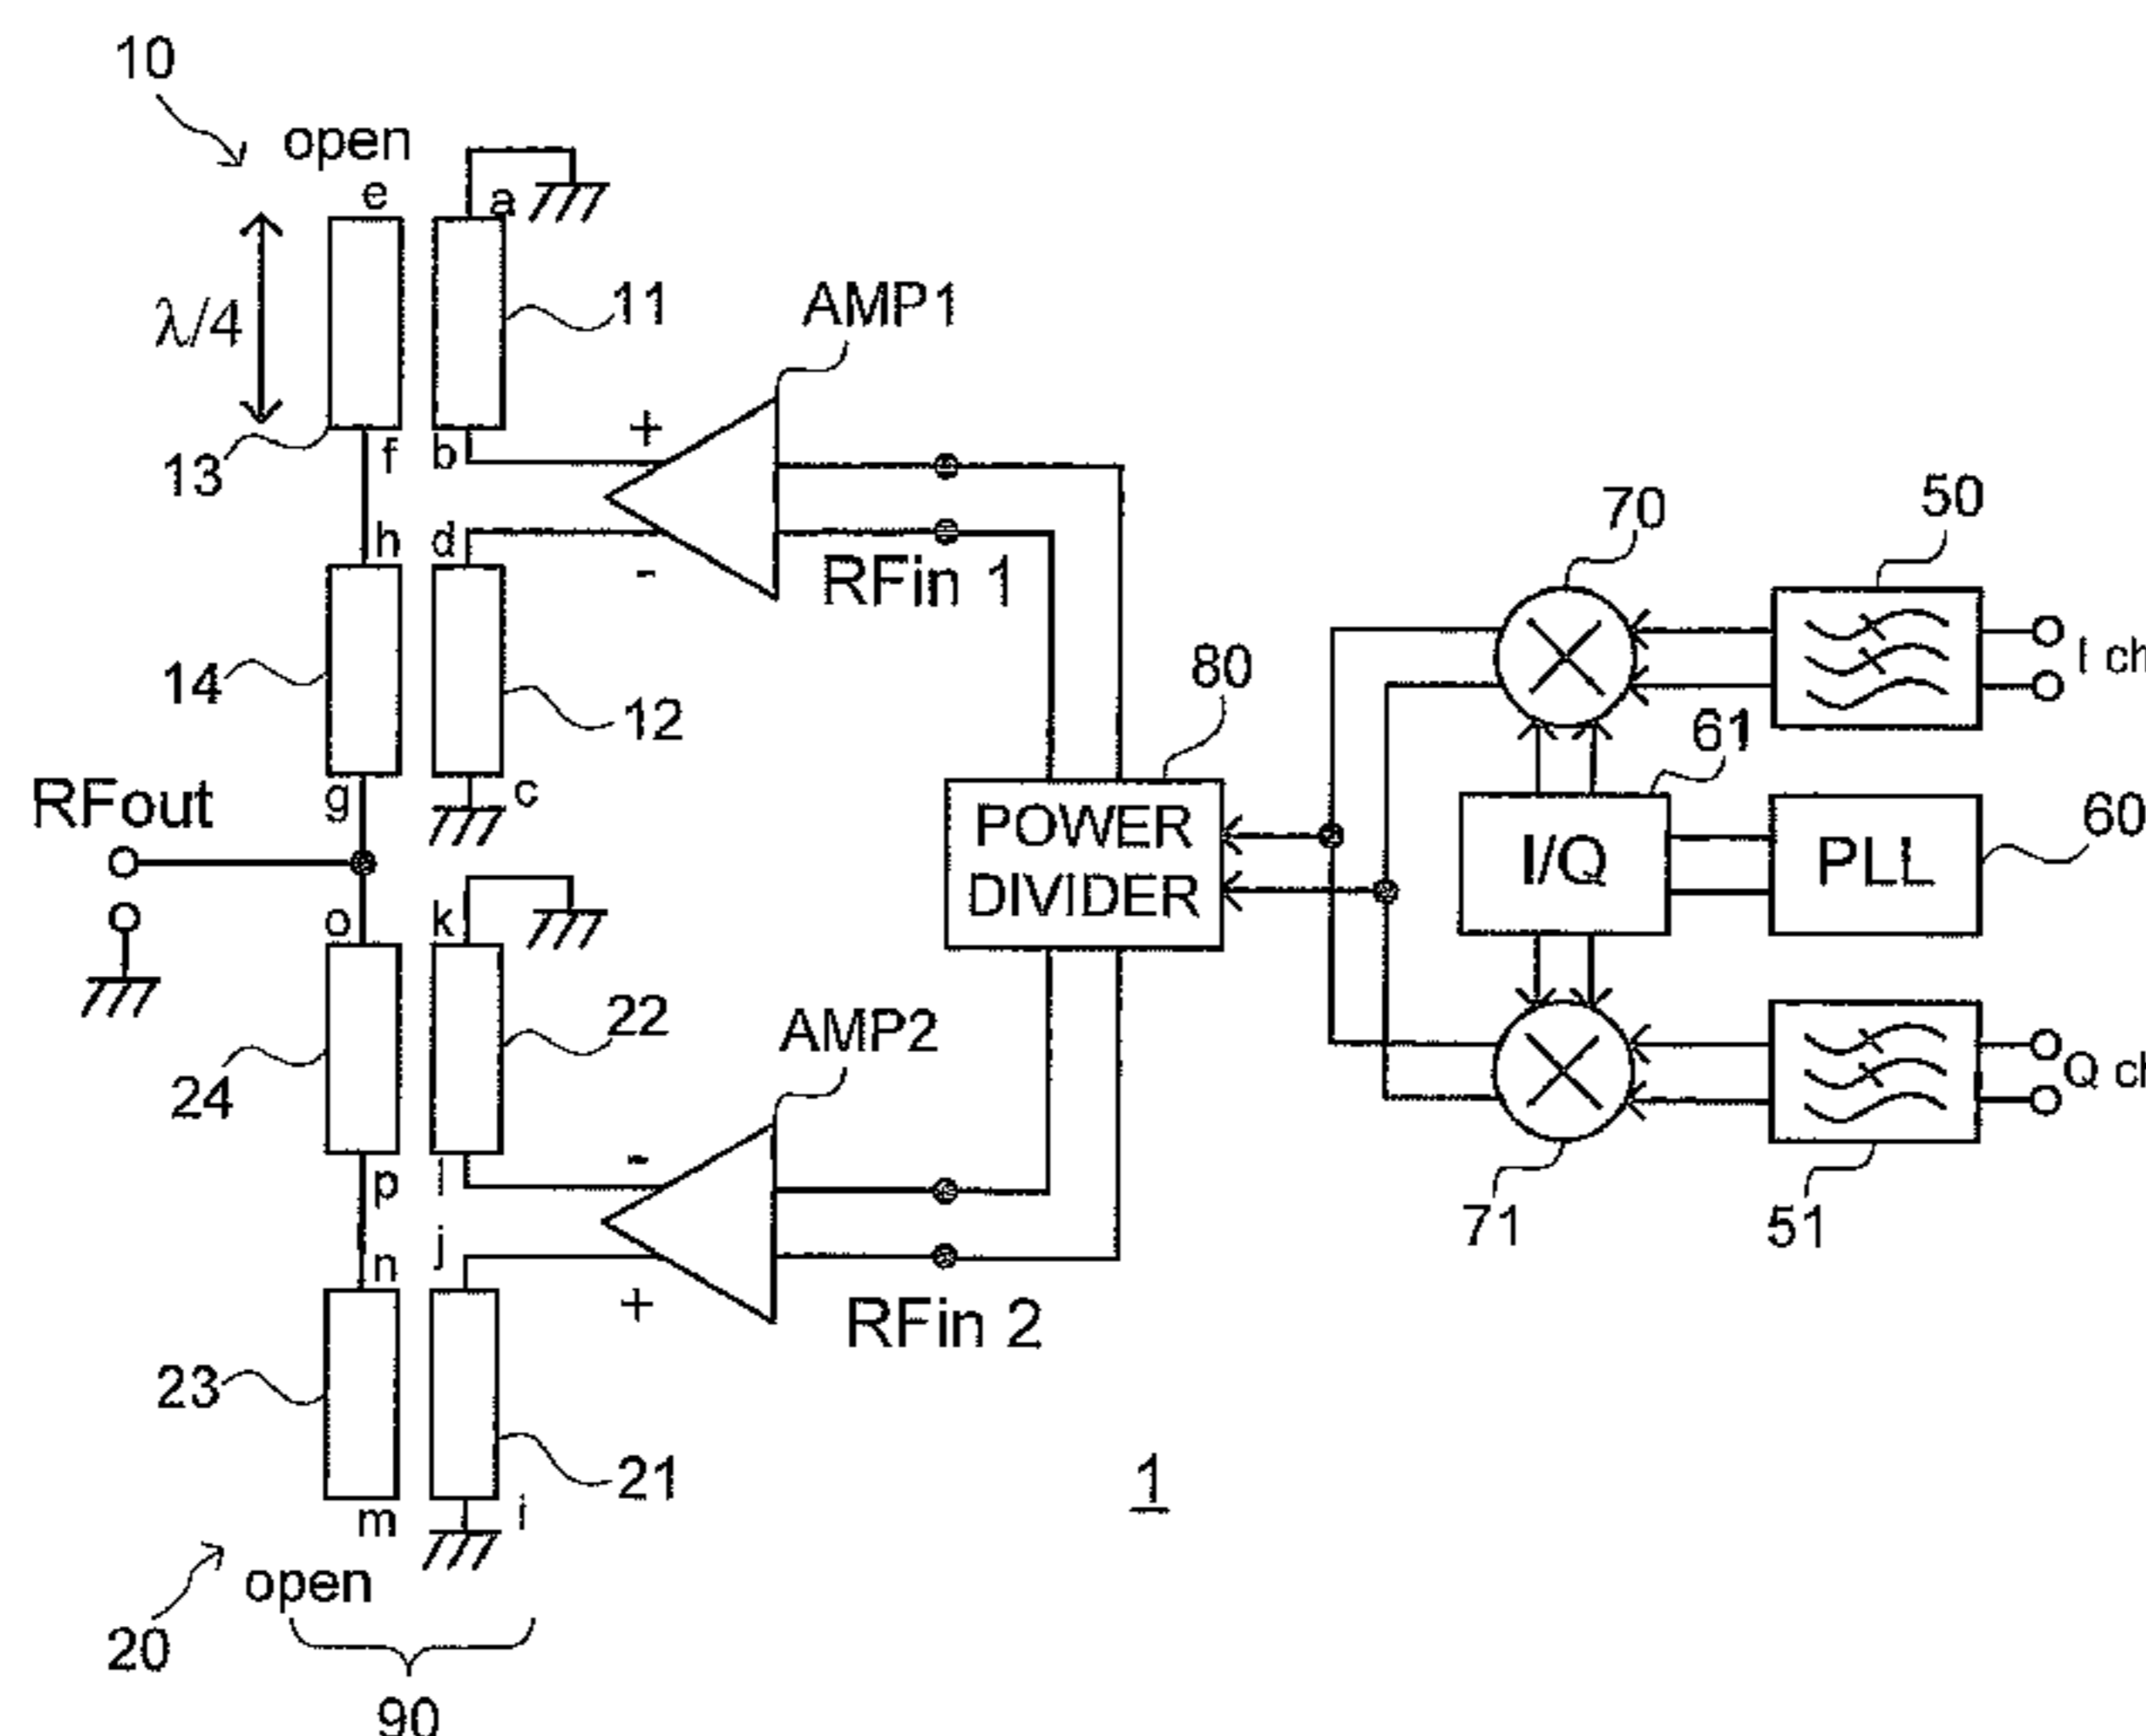 10
open
e
a
λ/4
11
AMP1
+
13
f
b
h
d
-
RFin 1
70
50
14
12
80
61
I ch
g
c
RFout
POWER
DIVIDER
I/Q
PLL
60
o
k
24
22
AMP2
-
Q ch
p
l
j
n
+
RFin 2
71
51
23
21
m
i
open
20
90
1